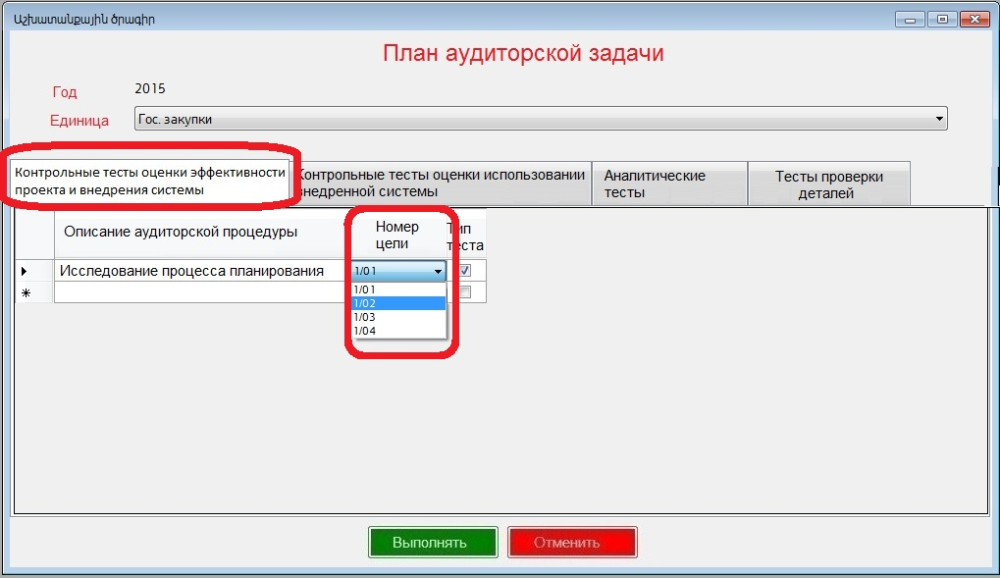 Աշխատանքային ծրագիր
План аудиторской задачи
Год 2015
Единица Гос. закупки
Контрольные тесты оценки эффективности
проекта и внедрения системы
Контрольные тесты оценки использовании
внедренной системы
Аналитические
тесты
Тесты проверки
деталей
Описание аудиторской процедуры
Номер
цели
Тип
теста
Исследование процесса планирования 1/01
1/01
1/02
1/03
1/04
Выполнять Отменить